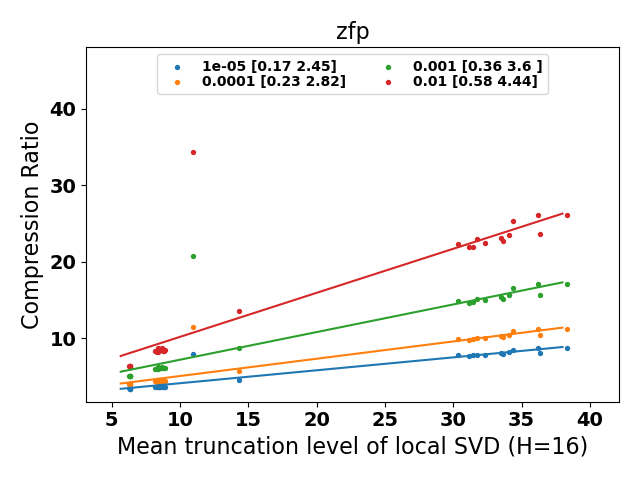 zfp
1e-05 [0.17 2.45]
0.0001 [0.23 2.82]
0.001 [0.36 3.6 ]
0.01 [0.58 4.44]
Compression Ratio
40
30
20
10
5 10 15 20 25 30 35 40
Mean truncation level of local SVD (H=16)